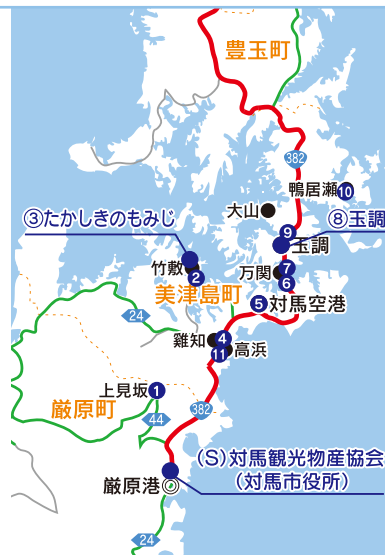 豊玉町
382
鴨居瀬
10
大山
③たかしきのもみじ
9
⑧玉調
玉調
竹敷
2
万関
7
6
美津島町
5
対馬空港
24
雞知
4
11
高浜
上見坂
1
382
厳原町
44
(S)対馬観光物産協会
(対馬市役所)
厳原港
24